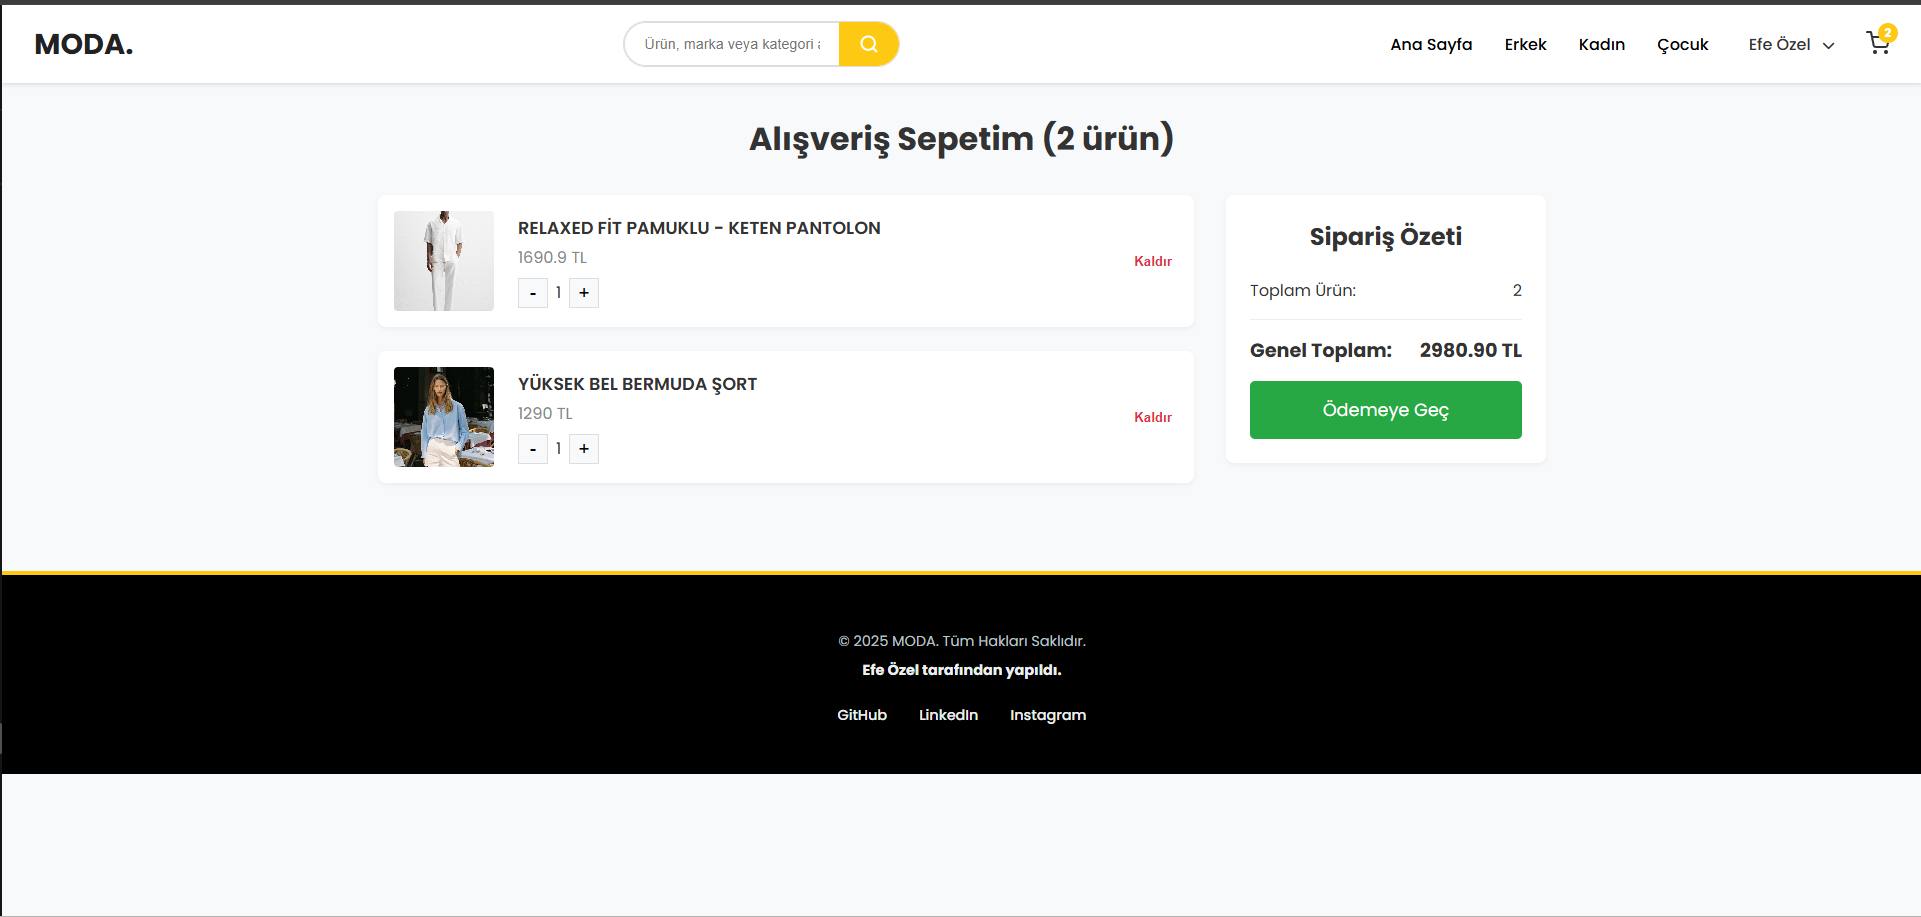 MODA.
Ürün, marka veya kategori
Ana Sayfa
Erkek
Kadın
Çocuk
Efe Özel
2
Alışveriş Sepetim (2 ürün)
RELAXED FİT PAMUKLU - KETEN PANTOLON
1690.9 TL
- 1 +
Kaldır
YÜKSEK BEL BERMUDA ŞORT
1290 TL
- 1 +
Kaldır
Sipariş Özeti
Toplam Ürün: 2
Genel Toplam: 2980.90 TL
Ödemeye Geç
© 2025 MODA. Tüm Hakları Saklıdır.
Efe Özel tarafından yapıldı.
GitHub LinkedIn Instagram